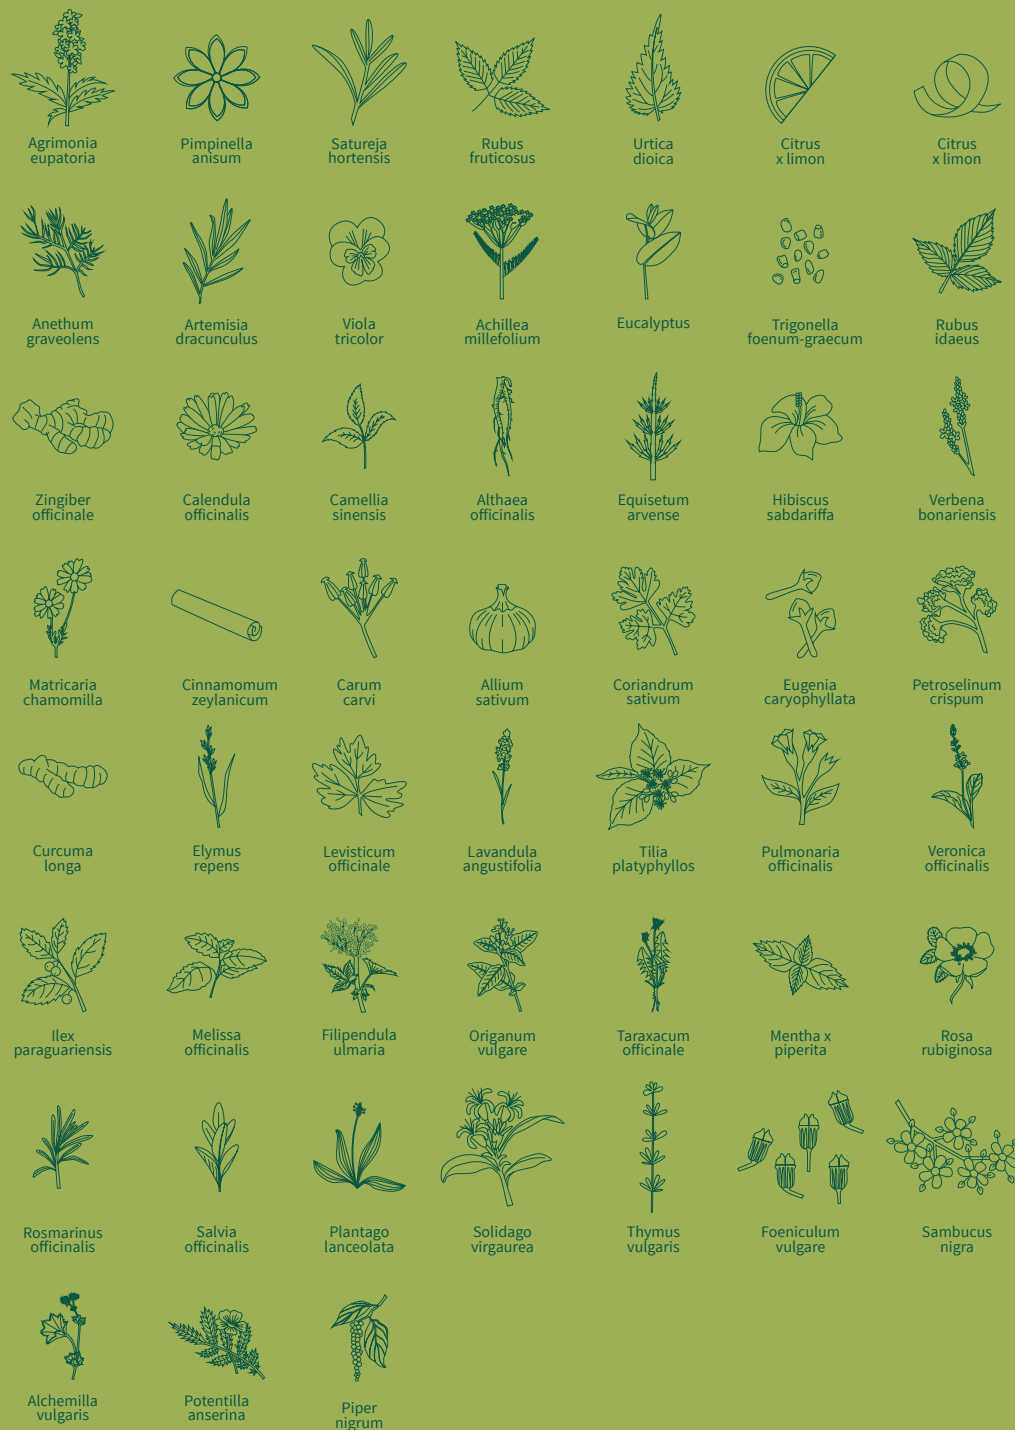 Agrimonia
eupatoria
Pimpinella
anisum
Satureja
hortensis
Rubus
fruticosus
Urtica
dioica
Citrus
x limon
Citrus
x limon
Anethum
graveolens
Artemisia
dracunculus
Viola
tricolor
Achillea
millefolium
Eucalyptus
Trigonella
foenum-graecum
Rubus
idaeus
Zingiber
officinale
Calendula
officinalis
Camellia
sinensis
Althaea
officinalis
Equisetum
arvense
Hibiscus
sabdariffa
Verbena
bonariensis
Matricaria
chamomilla
Cinnamomum
zeylanicum
Carum
carvi
Allium
sativum
Coriandrum
sativum
Eugenia
caryophyllata
Petroselinum
crispum
Curcuma
longa
Elymus
repens
Levisticum
officinale
Lavandula
angustifolia
Tilia
platyphyllos
Pulmonaria
officinalis
Veronica
officinalis
Ilex
paraguariensis
Melissa
officinalis
Filipendula
ulmaria
Origanum
vulgare
Taraxacum
officinale
Mentha x
piperita
Rosa
rubiginosa
Rosmarinus
officinalis
Salvia
officinalis
Plantago
lanceolata
Solidago
virgaurea
Thymus
vulgaris
Foeniculum
vulgare
Sambucus
nigra
Alchemilla
vulgaris
Potentilla
anserina
Piper
nigrum